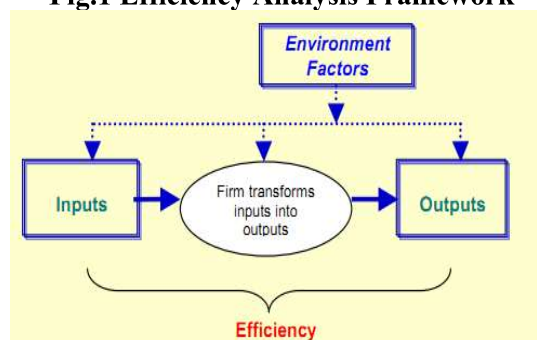 Fig.1 Efficiency Analysis Framework
Environment
Factors
Inputs
Firm transforms
inputs into
outputs
Outputs
Efficiency